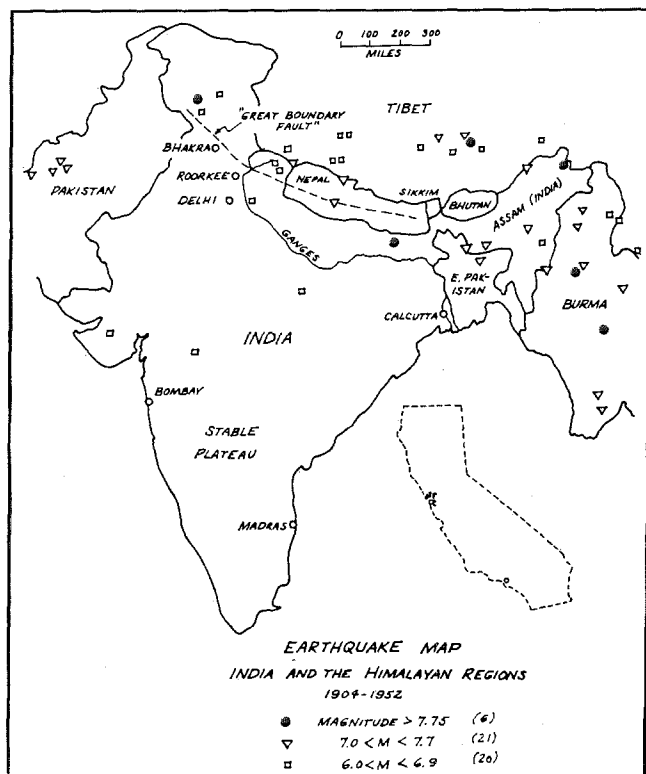 0 100 200 300
MILES
TIBET
"GREAT BOUNDARY
FAULT"
BHAKRA
ROORKEE
DELHI
PAKISTAN
NEPAL
SIKKIM
BHUTAN
ASSAM (INDIA)
GANGES
E. PAK-
ISTAN
BURMA
CALCUTTA
INDIA
BOMBAY
STABLE
PLATEAU
MADRAS
EARTHQUAKE MAP
INDIA AND THE HIMALAYAN REGIONS
1904-1952
MAGNITUDE > 7.75 (6)
7.0 < M < 7.7 (21)
6.0 < M < 6.9 (20)